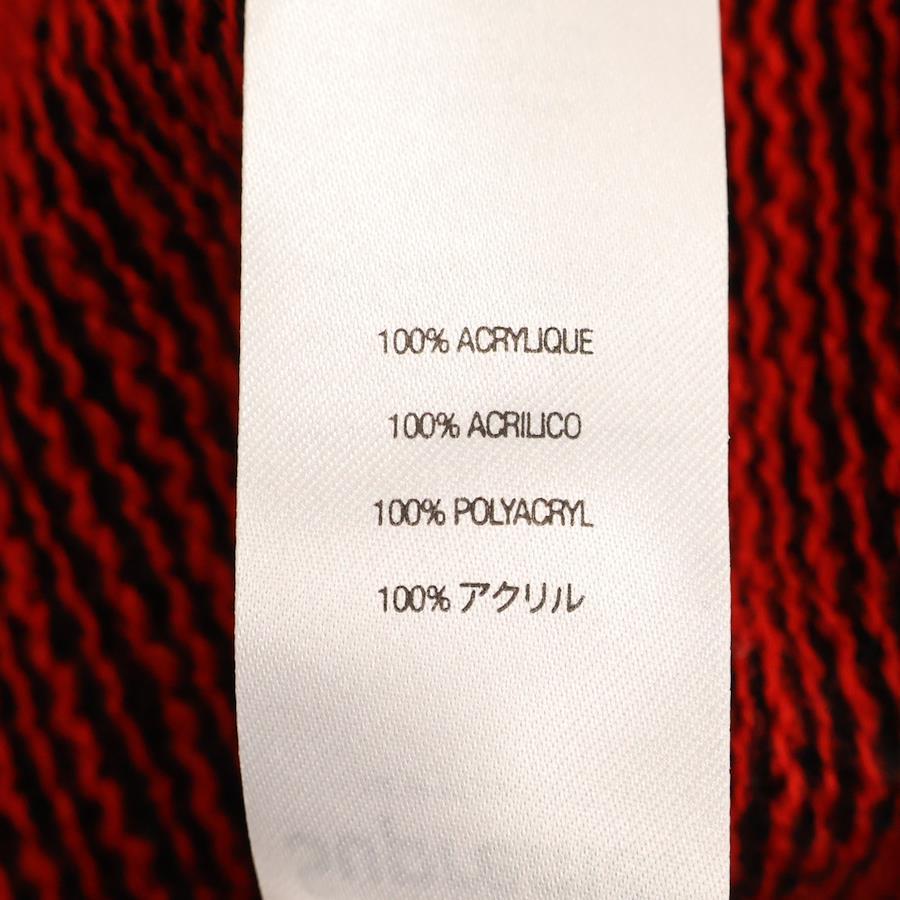 100% ACRYLIQUE
100% ACRILICO
100% POLYACRYL
100% アクリル